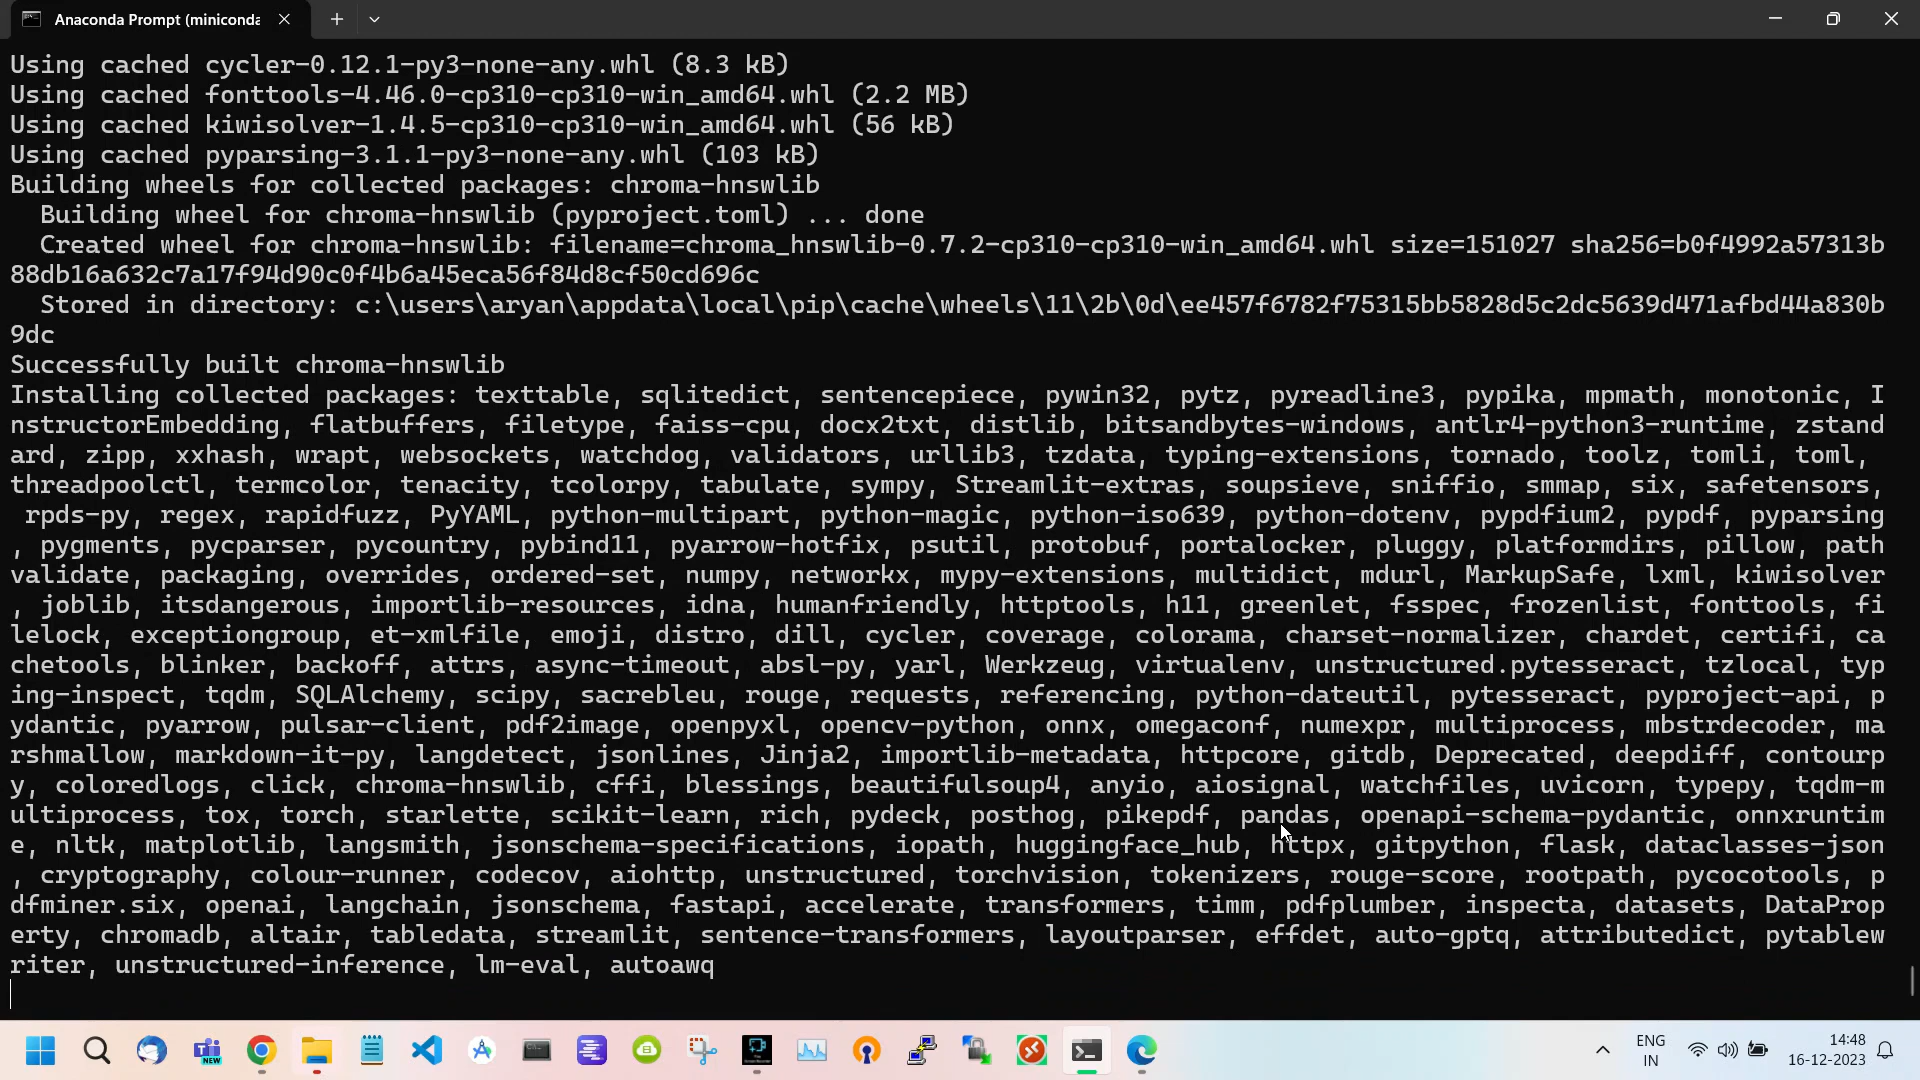 Anaconda Prompt (miniconda
Using cached cycler-0.12.1-py3-none-any.whl (8.3 kB)
Using cached fonttools-4.46.0-cp310-cp310-win_amd64.whl (2.2 MB)
Using cached kiwisolver-1.4.5-cp310-cp310-win_amd64.whl (56 kB)
Using cached pyparsing-3.1.1-py3-none-any.whl (103 kB)
Building wheels for collected packages: chroma-hnswlib
  Building wheel for chroma-hnswlib (pyproject.toml) ... done
  Created wheel for chroma-hnswlib: filename=chroma_hnswlib-0.7.2-cp310-cp310-win_amd64.whl size=151027 sha256=b0f4992a57313b
88db16a632c7a17f94d90c0f4b6a45eca56f84d8cf50cd696c
  Stored in directory: c:\users\aryan\appdata\local\pip\cache\wheels\11\2b\0d\ee457f6782f75315bb5828d5c2dc5639d471afbd44a830b
9dc
Successfully built chroma-hnswlib
Installing collected packages: texttable, sqlitedict, sentencepiece, pywin32, pytz, pyreadline3, pypika, mpmath, monotonic, I
nstructorEmbedding, flatbuffers, filetype, faiss-cpu, docx2txt, distlib, bitsandbytes-windows, antlr4-python3-runtime, zstand
ard, zipp, xxhash, wrapt, websockets, watchdog, validators, urllib3, tzdata, typing-extensions, tornado, toolz, tomli, toml,
threadpoolctl, termcolor, tenacity, tcolorpy, tabulate, sympy, Streamlit-extras, soupsieve, sniffio, smmap, six, safetensors,
 rpds-py, regex, rapidfuzz, PyYAML, python-multipart, python-magic, python-iso639, python-dotenv, pypdfium2, pypdf, pyparsing
, pygments, pycparser, pycountry, pybind11, pyarrow-hotfix, psutil, protobuf, portalocker, pluggy, platformdirs, pillow, path
validate, packaging, overrides, ordered-set, numpy, networkx, mypy-extensions, multidict, mdurl, MarkupSafe, lxml, kiwisolver
, joblib, itsdangerous, importlib-resources, idna, humanfriendly, httptools, h11, greenlet, fsspec, frozenlist, fonttools, fi
lelock, exceptiongroup, et-xmlfile, emoji, distro, dill, cycler, coverage, colorama, charset-normalizer, chardet, certifi, ca
chetools, blinker, backoff, attrs, async-timeout, absl-py, yarl, Werkzeug, virtualenv, unstructured.pytesseract, tzlocal, typ
ing-inspect, tqdm, SQLAlchemy, scipy, sacrebleu, rouge, requests, referencing, python-dateutil, pytesseract, pyproject-api, p
ydantic, pyarrow, pulsar-client, pdf2image, openpyxl, opencv-python, onnx, omegaconf, numexpr, multiprocess, mbstrdecoder, ma
rshmallow, markdown-it-py, langdetect, jsonlines, Jinja2, importlib-metadata, httpcore, gitdb, Deprecated, deepdiff, contourp
y, coloredlogs, click, chroma-hnswlib, cffi, blessings, beautifulsoup4, anyio, aiosignal, watchfiles, uvicorn, typepy, tqdm-m
ultiprocess, tox, torch, starlette, scikit-learn, rich, pydeck, posthog, pikepdf, pandas, openapi-schema-pydantic, onnxruntim
e, nltk, matplotlib, langsmith, jsonschema-specifications, iopath, huggingface_hub, httpx, gitpython, flask, dataclasses-json
, cryptography, colour-runner, codecov, aiohttp, unstructured, torchvision, tokenizers, rouge-score, rootpath, pycocotools, p
dfminer.six, openai, langchain, jsonschema, fastapi, accelerate, transformers, timm, pdfplumber, inspecta, datasets, DataProp
erty, chromadb, altair, tabledata, streamlit, sentence-transformers, layoutparser, effdet, auto-gptq, attributedict, pytablew
riter, unstructured-inference, lm-eval, autoawq
NEW
ENG
IN
14:48
16-12-2023